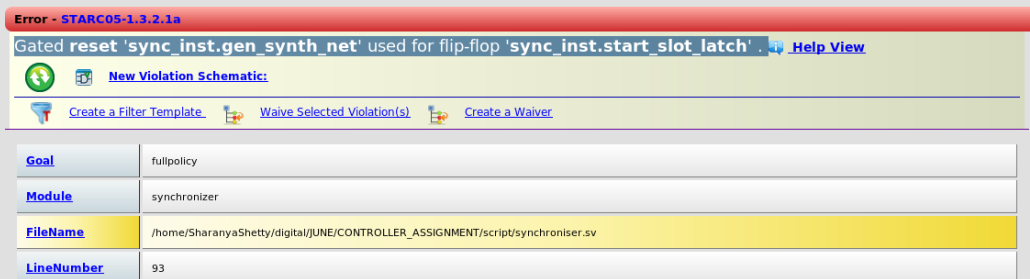 Error - STARC05-1.3.2.1a
Gated reset 'sync_inst.gen_synth_net' used for flip-flop 'sync_inst.start_slot_latch' . Help View
New Violation Schematic:
Create a Filter Template Waive Selected Violation(s) Create a Waiver
Goal fullpolicy
Module synchronizer
FileName /home/SharanyaShetty/digital/JUNE/CONTROLLER_ASSIGNMENT/script/synchroniser.sv
LineNumber 93